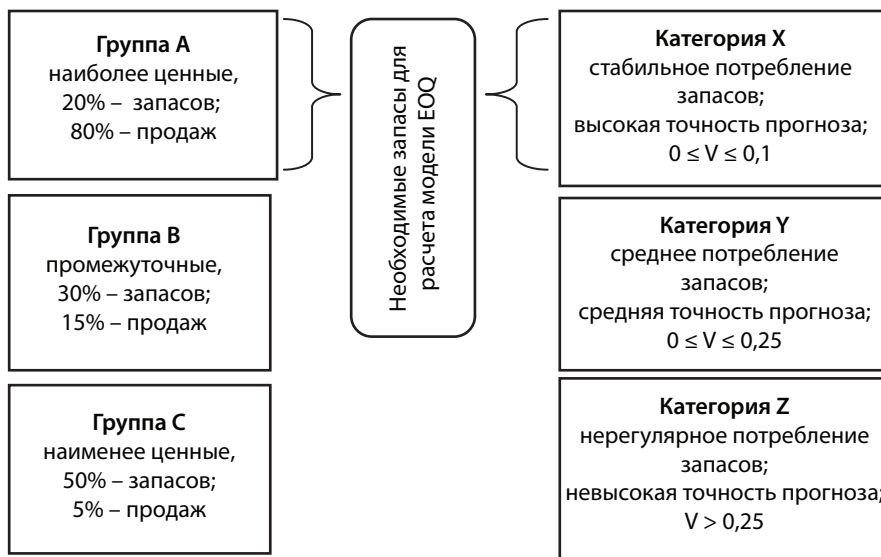 Группа A
наиболее ценные,
20% – запасов;
80% – продаж
Группа B
промежуточные,
30% – запасов;
15% – продаж
Группа C
наименее ценные,
50% – запасов;
5% – продаж
Необходимые запасы для
расчета модели EOQ
Категория X
стабильное потребление
запасов;
высокая точность прогноза;
0 ≤ V ≤ 0,1
Категория Y
среднее потребление
запасов;
средняя точность прогноза;
0 ≤ V ≤ 0,25
Категория Z
нерегулярное потребление
запасов;
невысокая точность прогноза;
V > 0,25